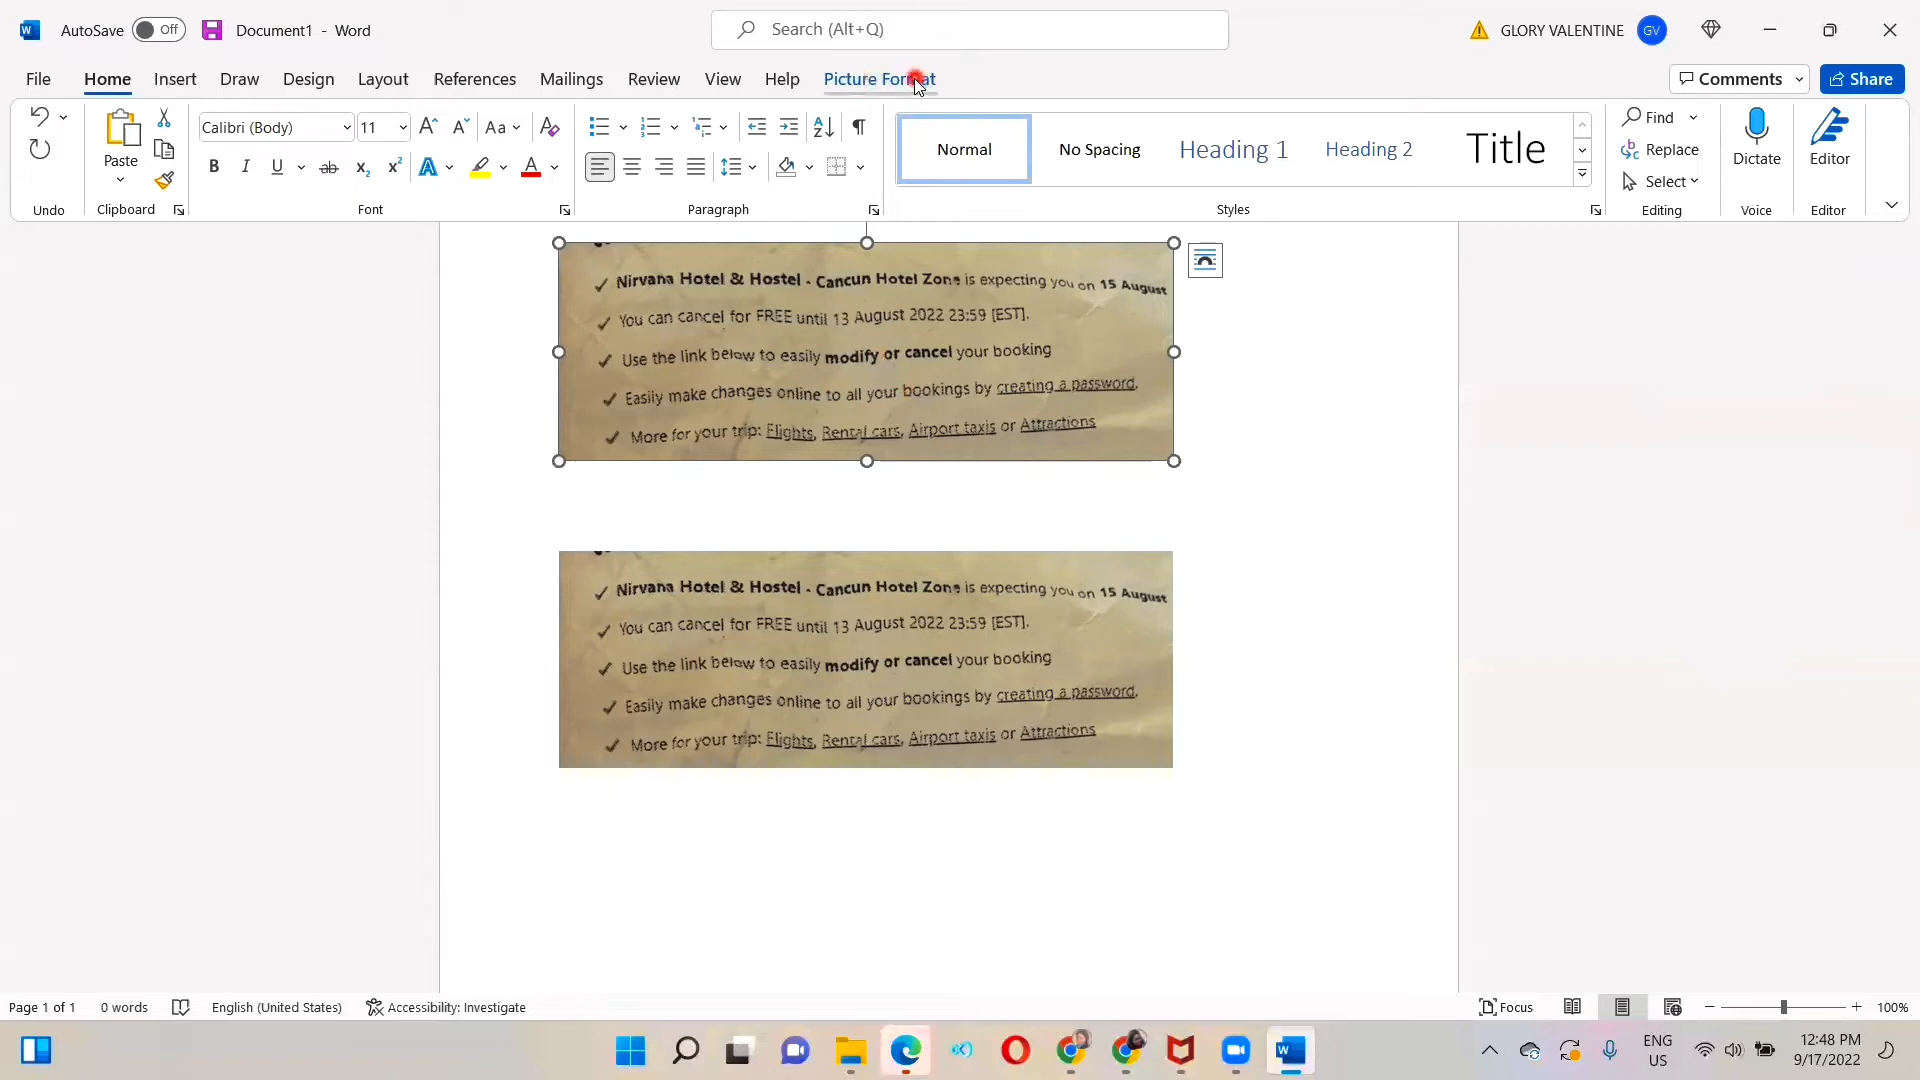 AutoSave Off Document1 - Word Search (Alt+Q) GLORY VALENTINE GV
File Home Insert Draw Design Layout References Mailings Review View Help Picture Format Comments Share
Calibri (Body) 11 Aa Find
Paste Normal No Spacing Heading 1 Heading 2 Title Replace Dictate Editor
B I U ab x₂ x² A A Select
Undo Clipboard Font Paragraph Styles Editing Voice Editor
✓ Nirvana Hotel & Hostel - Cancun Hotel Zone is expecting you on 15 August
✓ You can cancel for FREE until 13 August 2022 23:59 [EST].
✓ Use the link below to easily modify or cancel your booking
✓ Easily make changes online to all your bookings by creating a password.
✓ More for your trip: Flights, Rental cars, Airport taxis or Attractions
✓ Nirvana Hotel & Hostel - Cancun Hotel Zone is expecting you on 15 August
✓ You can cancel for FREE until 13 August 2022 23:59 [EST].
✓ Use the link below to easily modify or cancel your booking
✓ Easily make changes online to all your bookings by creating a password.
✓ More for your trip: Flights, Rental cars, Airport taxis or Attractions
Page 1 of 1 0 words English (United States) Accessibility: Investigate Focus 100%
ENG 12:48 PM
US 9/17/2022